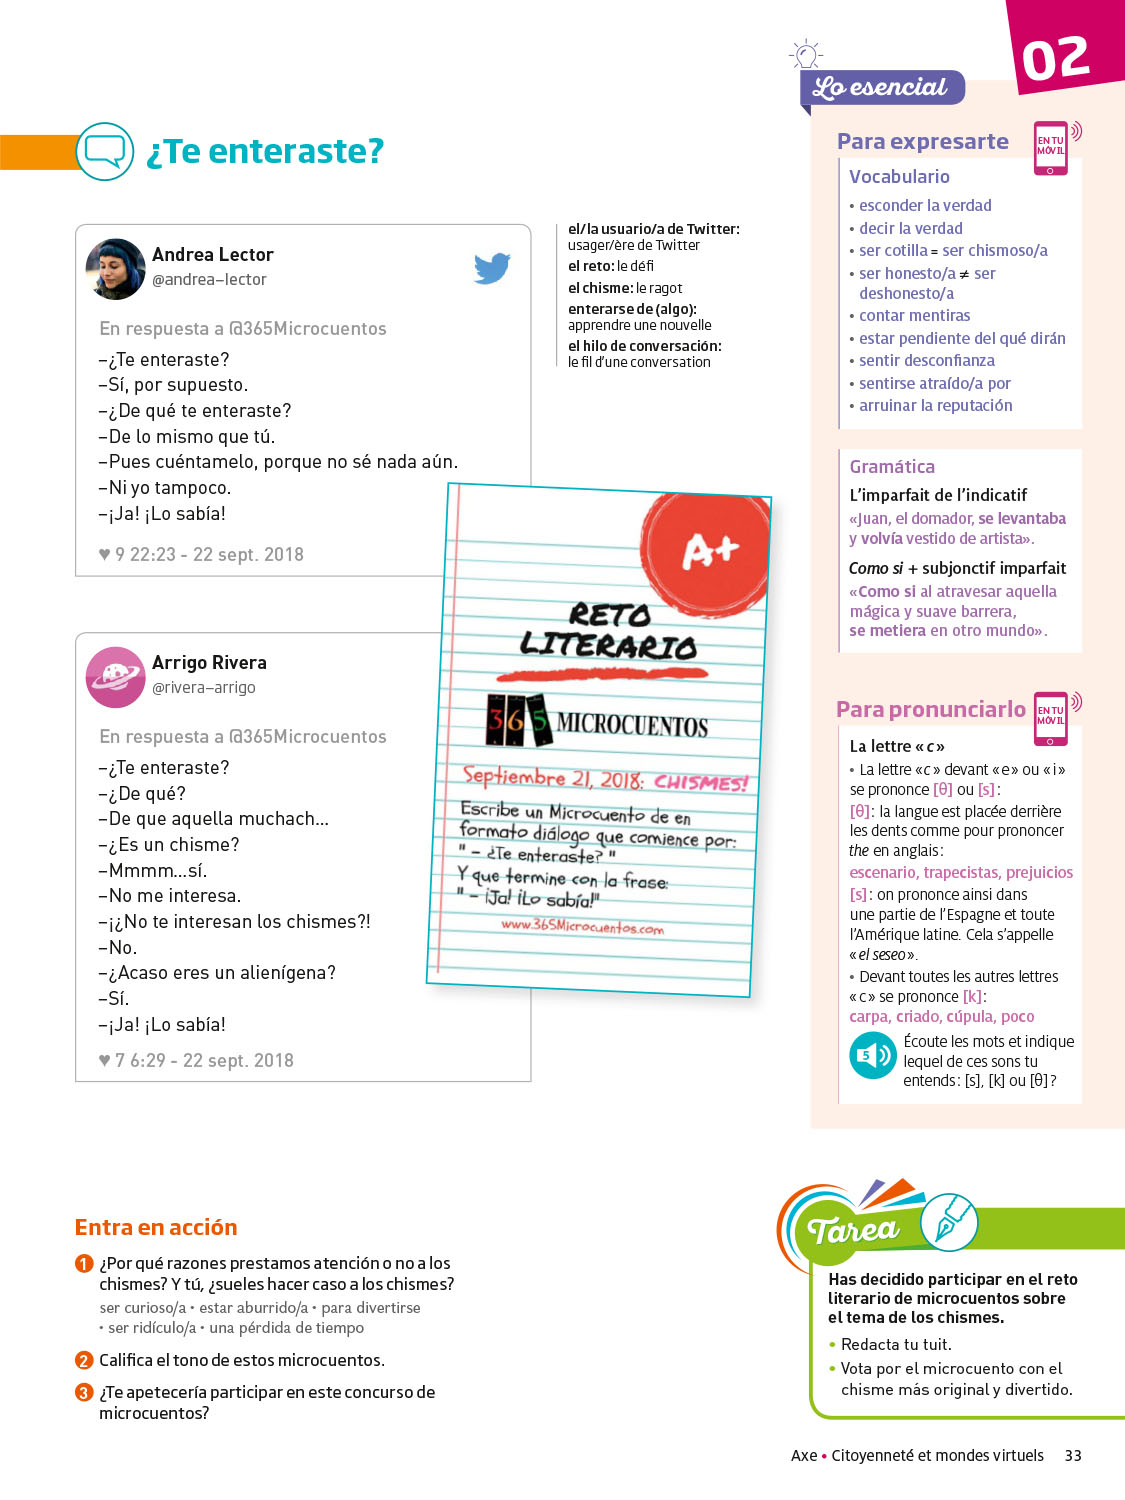 02
¿Te enteraste?
Andrea Lector
@andrea–lector
En respuesta a @365Microcuentos
–¿Te enteraste?
–Sí, por supuesto.
–¿De qué te enteraste?
–De lo mismo que tú.
–Pues cuéntamelo, porque no sé nada aún.
–Ni yo tampoco.
–¡Ja! ¡Lo sabía!
♥ 9 22:23 - 22 sept. 2018
el/la usuario/a de Twitter:
usager/ère de Twitter
el reto: le défi
el chisme: le ragot
enterarse de (algo):
apprendre une nouvelle
el hilo de conversación:
le fil d’une conversation
Arrigo Rivera
@rivera–arrigo
En respuesta a @365Microcuentos
–¿Te enteraste?
–¿De qué?
–De que aquella muchach...
–¿Es un chisme?
–Mmmm...sí.
–No me interesa.
–¡¿No te interesan los chismes?!
–No.
–¿Acaso eres un alienígena?
–Sí.
–¡Ja! ¡Lo sabía!
♥ 7 6:29 - 22 sept. 2018
A+
RETO
LITERARIO
365 MICROCUENTOS
Septiembre 21, 2018: CHISMES!
Escribe un Microcuento de en
formato diálogo que comience por:
" – ¿Te enteraste? "
Y que termine con la frase:
" – ¡Ja! ¡Lo sabía!"
www.365Microcuentos.com
Lo esencial
Para expresarte
EN TU
MÓVIL
Vocabulario
• esconder la verdad
• decir la verdad
• ser cotilla = ser chismoso/a
• ser honesto/a ≠ ser
deshonesto/a
• contar mentiras
• estar pendiente del qué dirán
• sentir desconfianza
• sentirse atraído/a por
• arruinar la reputación
Gramática
L’imparfait de l’indicatif
«Juan, el domador, se levantaba
y volvía vestido de artista».
Como si + subjonctif imparfait
«Como si al atravesar aquella
mágica y suave barrera,
se metiera en otro mundo».
Para pronunciarlo
EN TU
MÓVIL
La lettre «c»
• La lettre «c» devant «e» ou «i»
se prononce [θ] ou [s]:
[θ]: la langue est placée derrière
les dents comme pour prononcer
the en anglais:
escenario, trapecistas, prejuicios
[s]: on prononce ainsi dans
une partie de l’Espagne et toute
l’Amérique latine. Cela s’appelle
«el seseo».
• Devant toutes les autres lettres
«c» se prononce [k]:
carpa, criado, cúpula, poco
5
Écoute les mots et indique
lequel de ces sons tu
entends: [s], [k] ou [θ]?
Entra en acción
1 ¿Por qué razones prestamos atención o no a los
chismes? Y tú, ¿sueles hacer caso a los chismes?
ser curioso/a • estar aburrido/a • para divertirse
• ser ridículo/a • una pérdida de tiempo
2 Califica el tono de estos microcuentos.
3 ¿Te apetecería participar en este concurso de
microcuentos?
Tarea
Has decidido participar en el reto
literario de microcuentos sobre
el tema de los chismes.
• Redacta tu tuit.
• Vota por el microcuento con el
chisme más original y divertido.
Axe • Citoyenneté et mondes virtuels 33